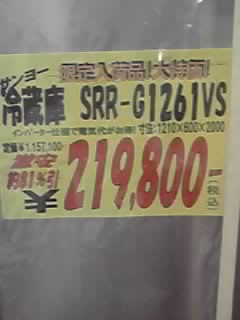 サンヨー 限定入荷品!大特価!
冷蔵庫 SRR-G1261VS
インバーター仕様で電気代がお得! 寸法:1210×800×2000
定価¥1,157,100-
激安
約81%引
219,800-
(税込)